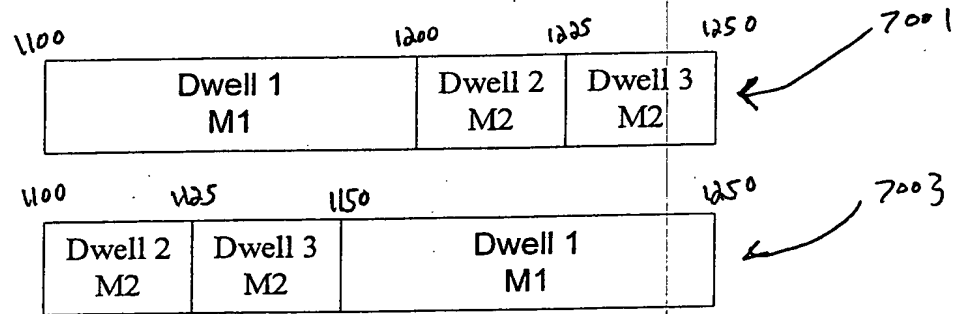 1100 1200 1225 1250 7001
Dwell 1 Dwell 2 Dwell 3
M1 M2 M2
1100 1125 1150 1250 7003
Dwell 2 Dwell 3 Dwell 1
M2 M2 M1